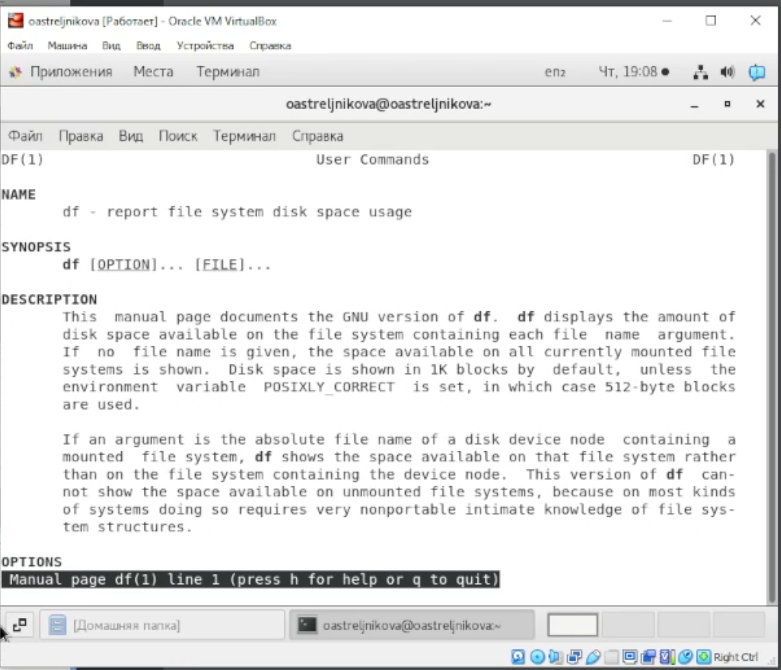 oastreljnikova [Работает] - Oracle VM VirtualBox
Файл Машина Вид Ввод Устройства Справка
Приложения Места Терминал en₂ Чт, 19:08
oastreljnikova@oastreljnikova:~
Файл Правка Вид Поиск Терминал Справка
DF(1) User Commands DF(1)
NAME
df - report file system disk space usage
SYNOPSIS
df [OPTION]... [FILE]...
DESCRIPTION
This manual page documents the GNU version of df. df displays the amount of
disk space available on the file system containing each file name argument.
If no file name is given, the space available on all currently mounted file
systems is shown. Disk space is shown in 1K blocks by default, unless the
environment variable POSIXLY_CORRECT is set, in which case 512-byte blocks
are used.
If an argument is the absolute file name of a disk device node containing a
mounted file system, df shows the space available on that file system rather
than on the file system containing the device node. This version of df can-
not show the space available on unmounted file systems, because on most kinds
of systems doing so requires very nonportable intimate knowledge of file sys-
tem structures.
OPTIONS
Manual page df(1) line 1 (press h for help or q to quit)
[Домашняя папка] oastreljnikova@oastreljnikova:~
Right Ctrl